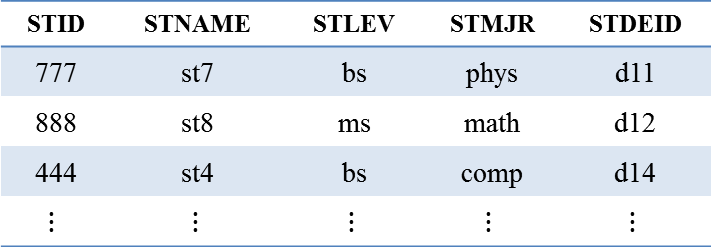 STID STNAME STLEV STMJR STDEID
777 st7 bs phys d11
888 st8 ms math d12
444 st4 bs comp d14
⋮ ⋮ ⋮ ⋮ ⋮